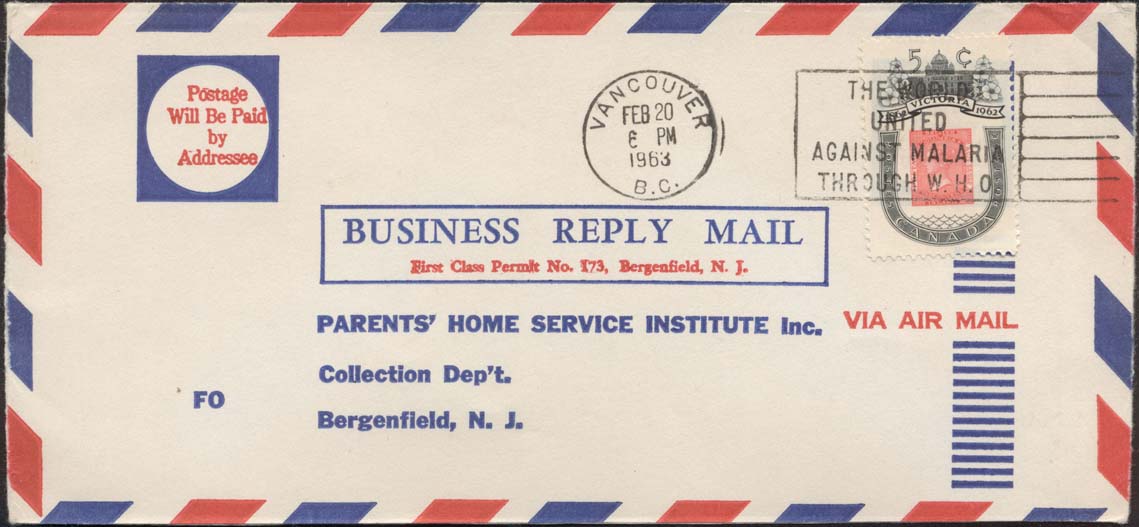 Postage
Will Be Paid
by
Addressee
VANCOUVER
FEB 20
6 PM
1963
B.C.
5 ¢
THE WORLD
UNITED
AGAINST MALARIA
THROUGH W.H.O
VICTORIA
1862 1962
CANADA
BUSINESS REPLY MAIL
First Class Permit No. 173, Bergenfield, N. J.
PARENTS' HOME SERVICE INSTITUTE Inc.
VIA AIR MAIL
Collection Dep't.
FO
Bergenfield, N. J.